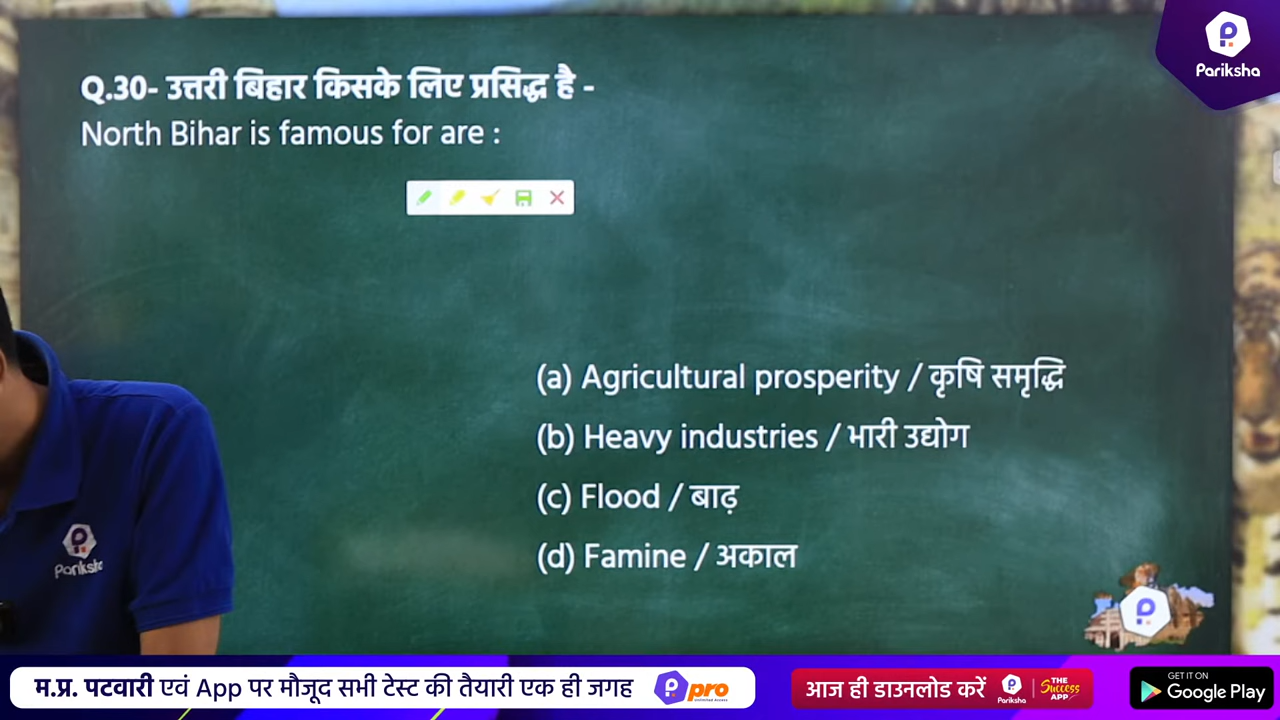 Pariksha
Q.30- उत्तरी बिहार किसके लिए प्रसिद्ध है -
North Bihar is famous for are :
(a) Agricultural prosperity / कृषि समृद्धि
(b) Heavy industries / भारी उद्योग
(c) Flood / बाढ़
(d) Famine / अकाल
Pariksha
म.प्र. पटवारी एवं App पर मौजूद सभी टेस्ट की तैयारी एक ही जगह
pro
आज ही डाउनलोड करें
Pariksha
THE Success APP
GET IT ON
Google Play